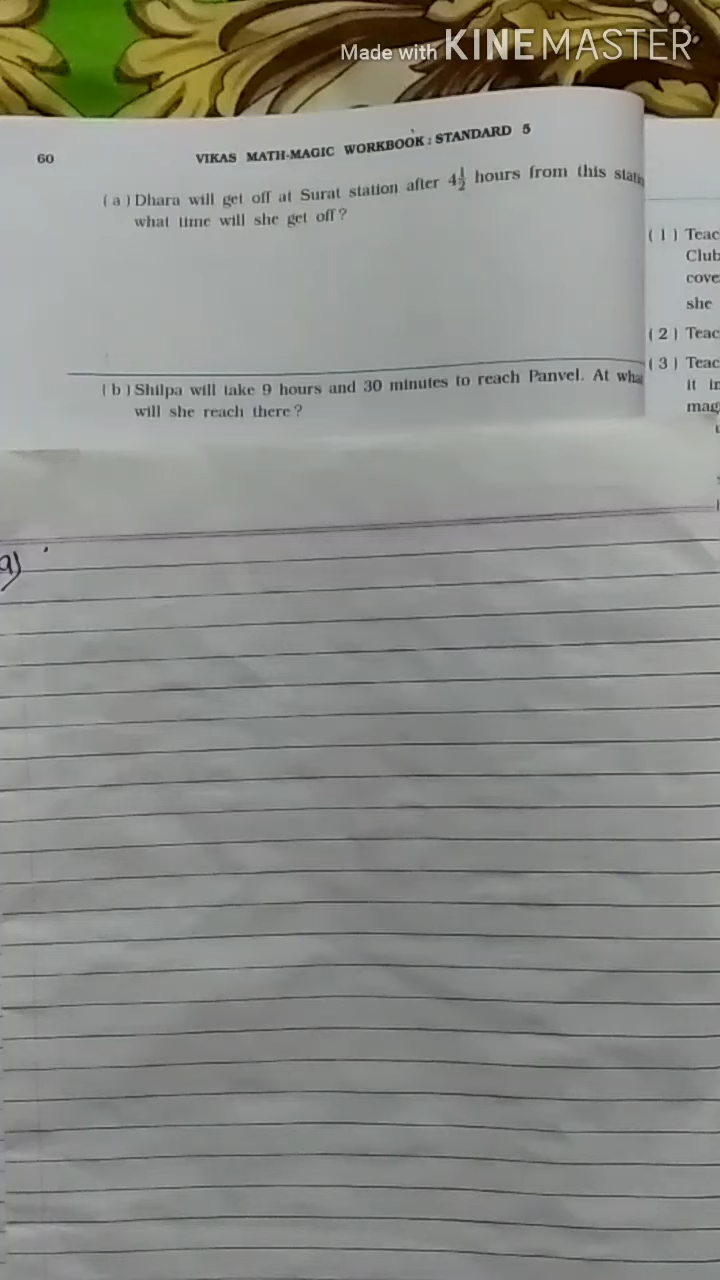 Made with KINEMASTER
60
VIKAS MATH-MAGIC WORKBOOK : STANDARD 5
( a ) Dhara will get off at Surat station after 4½ hours from this
what time will she get off ?
( b ) Shilpa will take 9 hours and 30 minutes to reach Panvel. At
will she reach there ?
( 1 ) Teac
Club
cove
she
( 2 ) Teac
( 3 ) Teac
it in
mag
a)